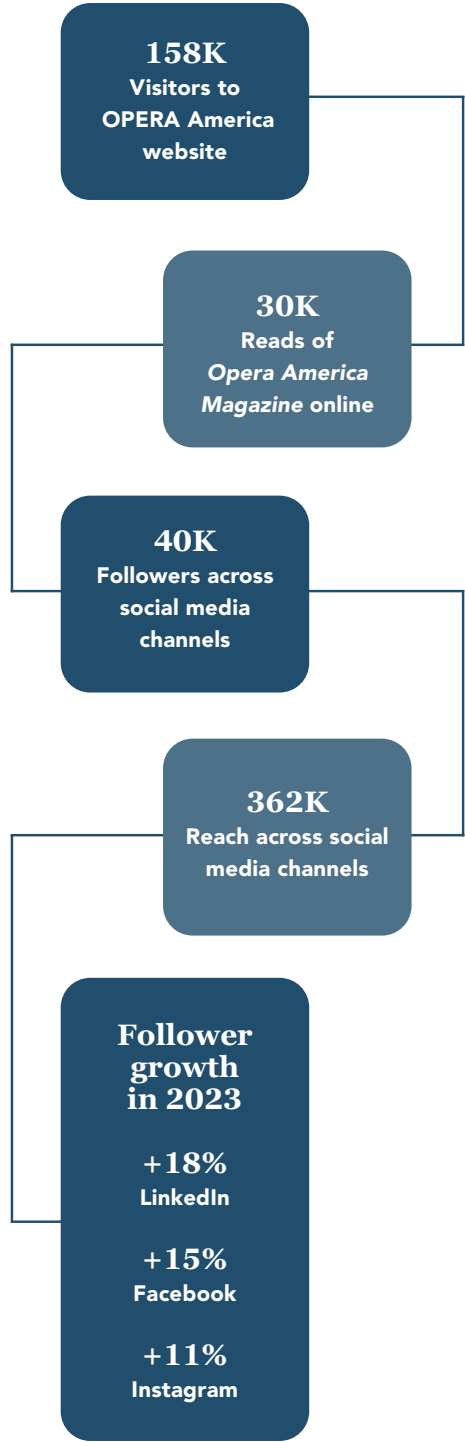 158K
Visitors to
OPERA America
website
30K
Reads of
Opera America
Magazine online
40K
Followers across
social media
channels
362K
Reach across social
media channels
Follower
growth
in 2023
+18%
LinkedIn
+15%
Facebook
+11%
Instagram